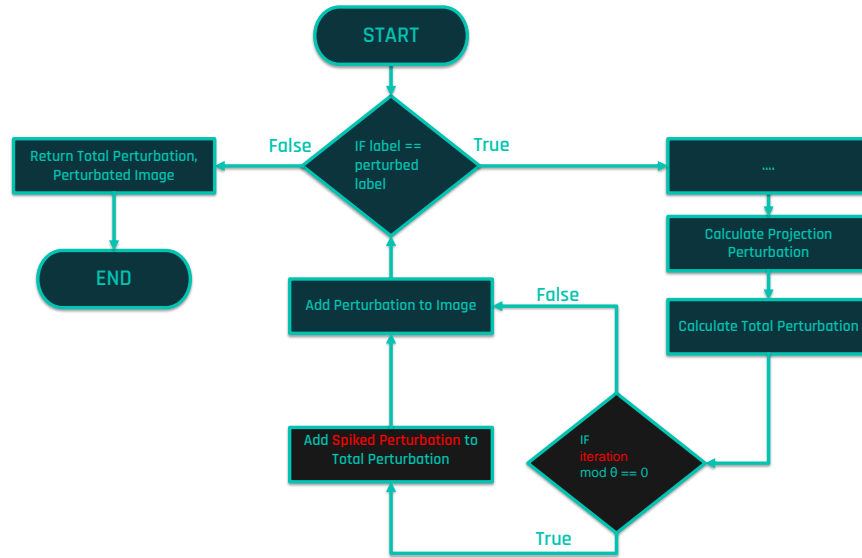 START
False
IF label ==
perturbed
label
True
Return Total Perturbation,
Perturbated Image
....
Calculate Projection
Perturbation
END
Add Perturbation to Image
False
Calculate Total Perturbation
Add Spiked Perturbation to
Total Perturbation
IF
iteration
mod θ == 0
True